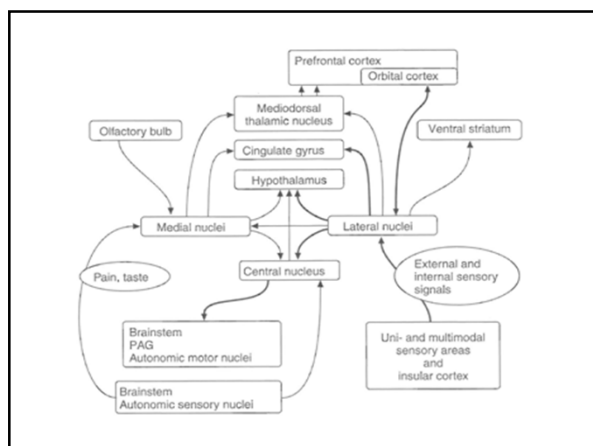 Prefrontal cortex
Orbital cortex
Mediodorsal
thalamic nucleus
Olfactory bulb
Ventral striatum
Cingulate gyrus
Hypothalamus
Medial nuclei
Lateral nuclei
Central nucleus
Pain, taste
External and
internal sensory
signals
Brainstem
PAG
Autonomic motor nuclei
Uni- and multimodal
sensory areas
and
insular cortex
Brainstem
Autonomic sensory nuclei